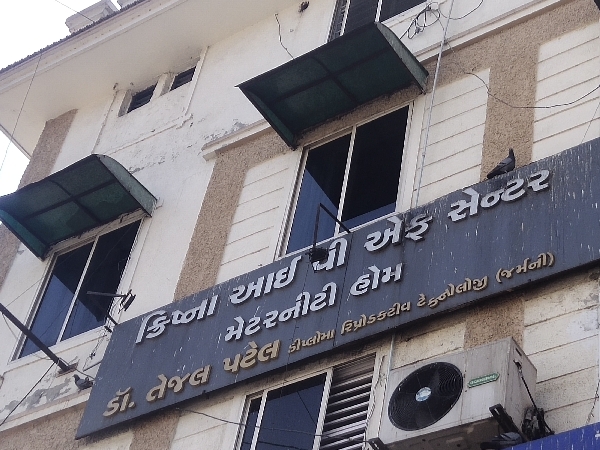 ક્રિષ્ના આઈ પી એફ સેન્ટર
મેટરનીટી હોમ
ડૉ. તેજલ પટેલ ડીપ્લોમા રિપ્રોડક્ટીવ ટેક્નોલોજી (જર્મની)